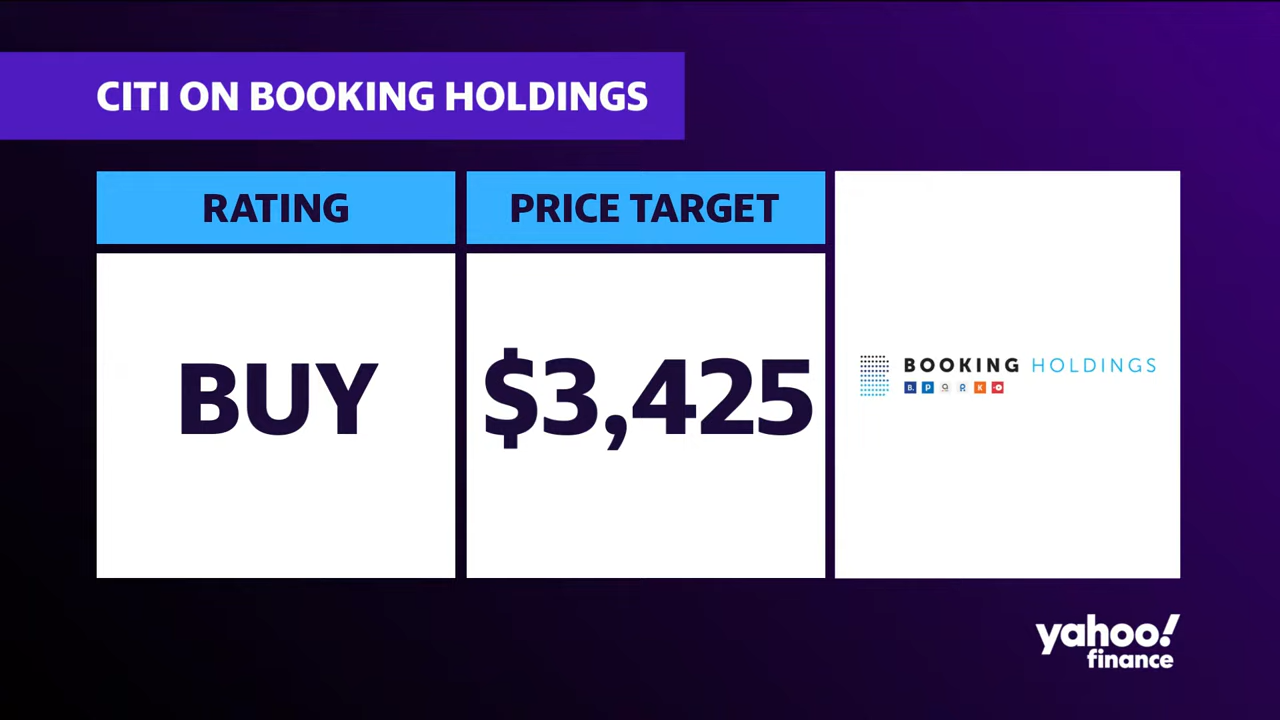 CITI ON BOOKING HOLDINGS
RATING
PRICE TARGET
BUY
$3,425
BOOKING HOLDINGS
B. P K
yahoo!
finance